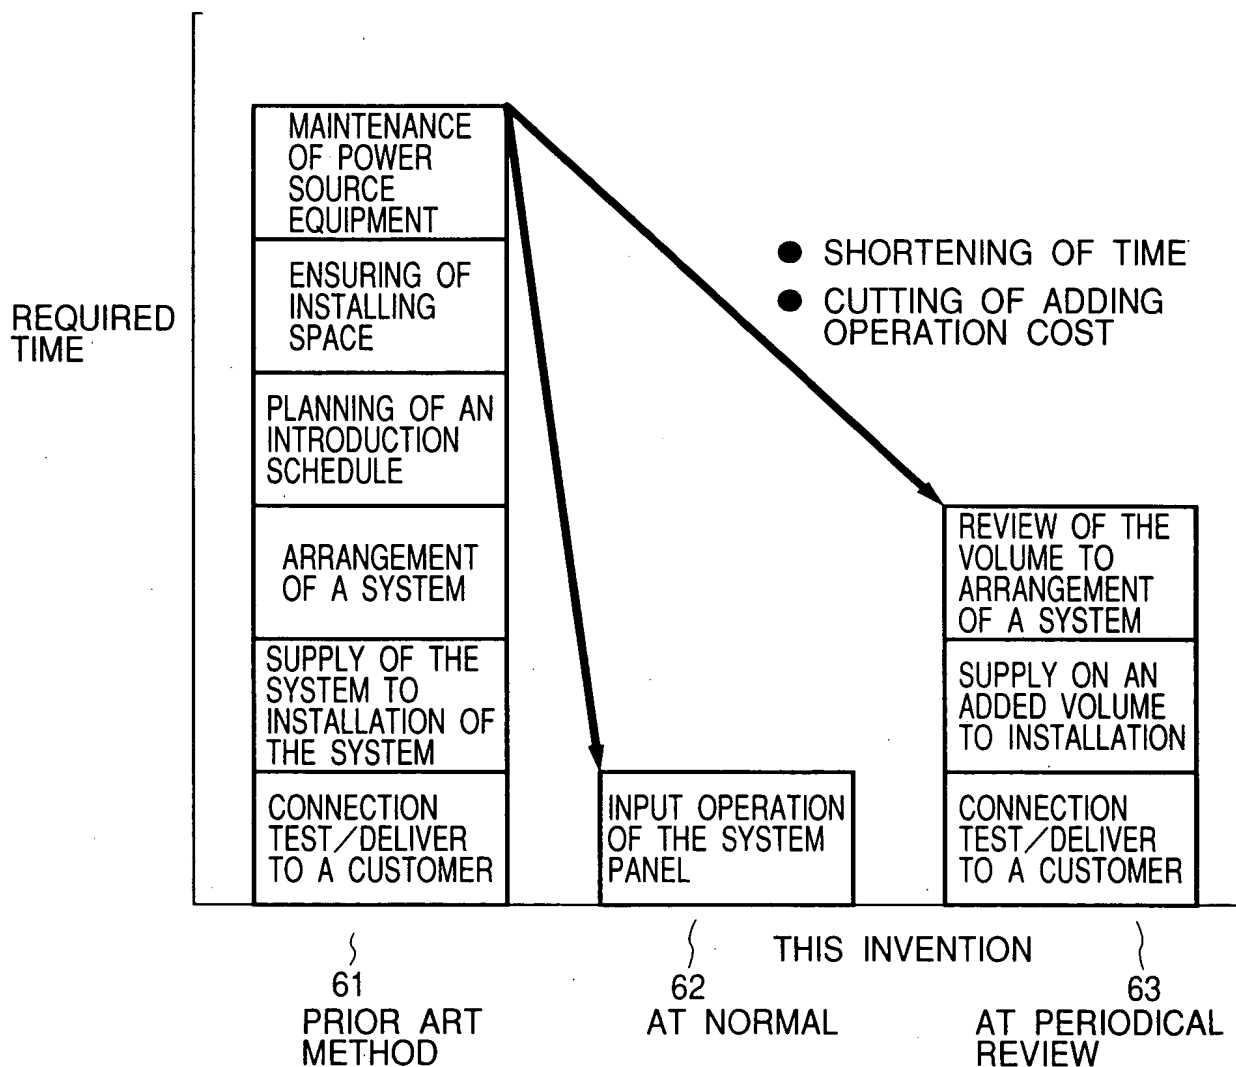 REQUIRED
TIME
MAINTENANCE
OF POWER
SOURCE
EQUIPMENT
ENSURING OF
INSTALLING
SPACE
PLANNING OF AN
INTRODUCTION
SCHEDULE
ARRANGEMENT
OF A SYSTEM
SUPPLY OF THE
SYSTEM TO
INSTALLATION OF
THE SYSTEM
CONNECTION
TEST/DELIVER
TO A CUSTOMER
● SHORTENING OF TIME
● CUTTING OF ADDING
OPERATION COST
INPUT OPERATION
OF THE SYSTEM
PANEL
REVIEW OF THE
VOLUME TO
ARRANGEMENT
OF A SYSTEM
SUPPLY ON AN
ADDED VOLUME
TO INSTALLATION
CONNECTION
TEST/DELIVER
TO A CUSTOMER
THIS INVENTION
61
PRIOR ART
METHOD
62
AT NORMAL
63
AT PERIODICAL
REVIEW